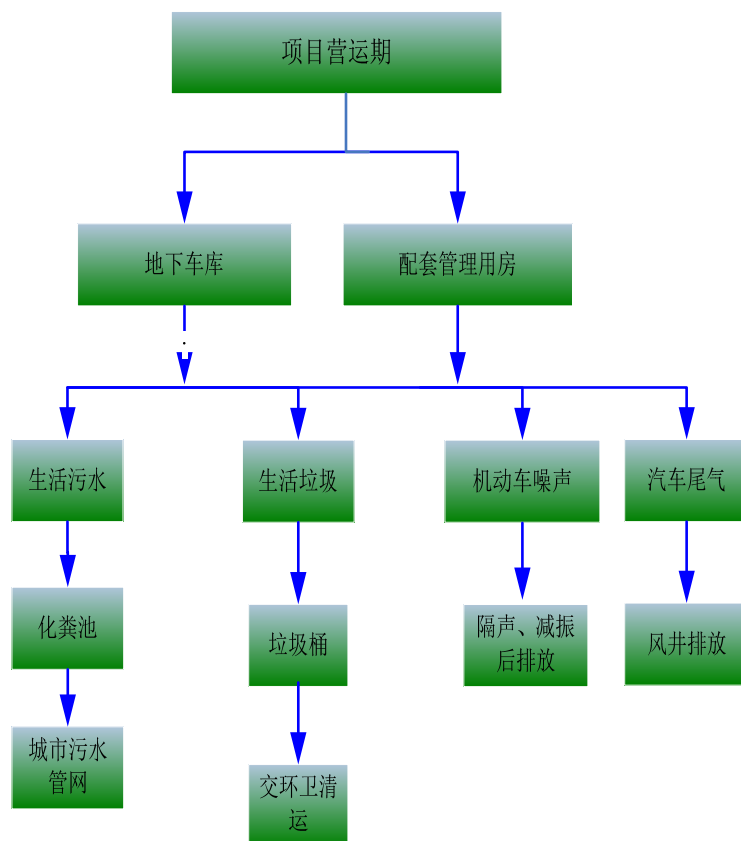 项目营运期
地下车库
配套管理用房
生活污水
生活垃圾
机动车噪声
汽车尾气
化粪池
垃圾桶
隔声、减振
后排放
风井排放
城市污水
管网
交环卫清
运